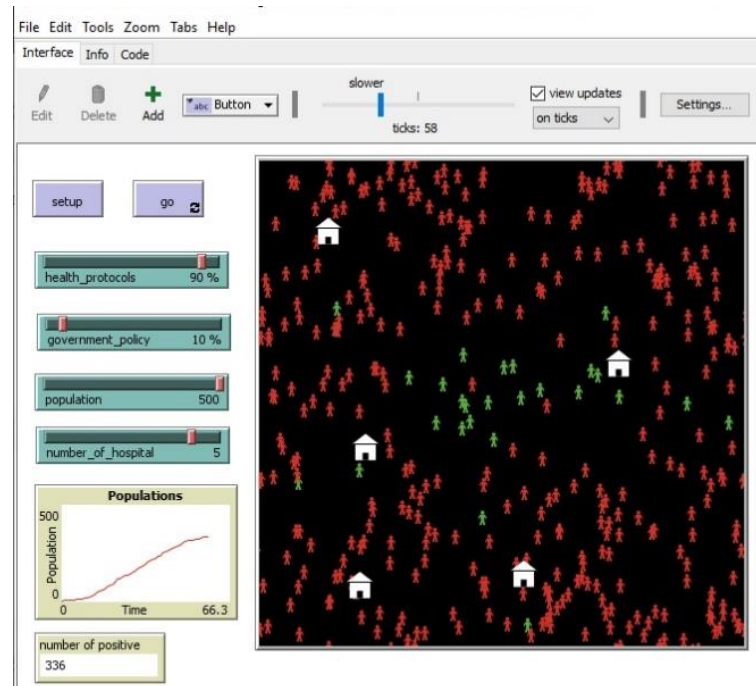 File Edit Tools Zoom Tabs Help
Interface Info Code
Edit Delete Add abc Button slower ticks: 58 view updates on ticks Settings...
setup go
health_protocols 90 %
government_policy 10 %
population 500
number_of_hospital 5
Populations
500
Population
0
0 Time 66.3
number of positive
336